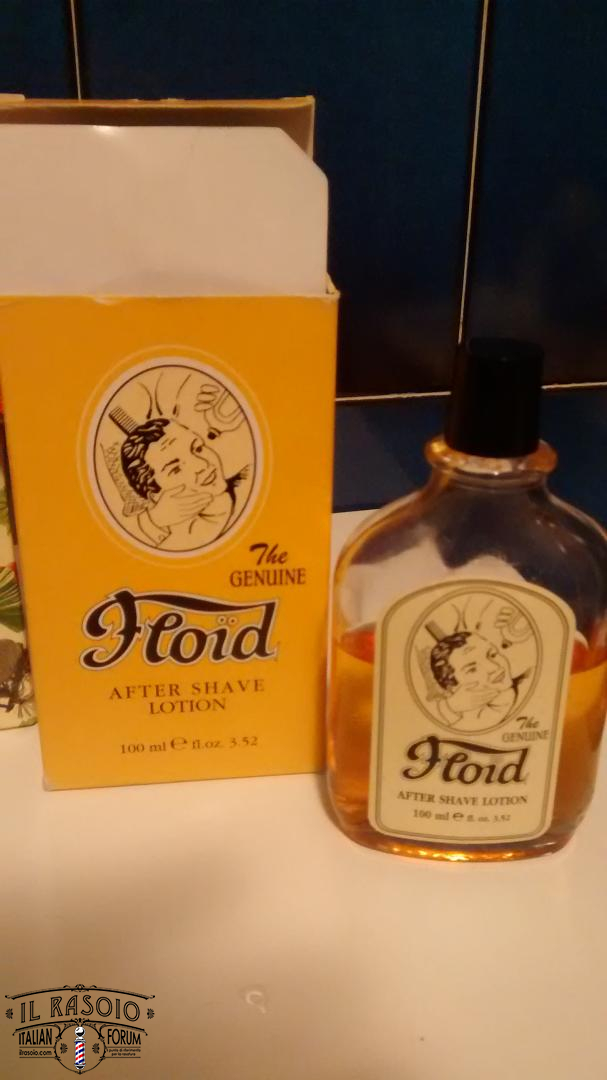 The
GENUINE
Floïd
AFTER SHAVE
LOTION
100 ml ℮ fl.oz. 3.52
The
GENUINE
Floïd
AFTER SHAVE LOTION
100 ml ℮ fl. oz. 3.52
IL RASOIO
ITALIAN FORUM
ilrasoio.com